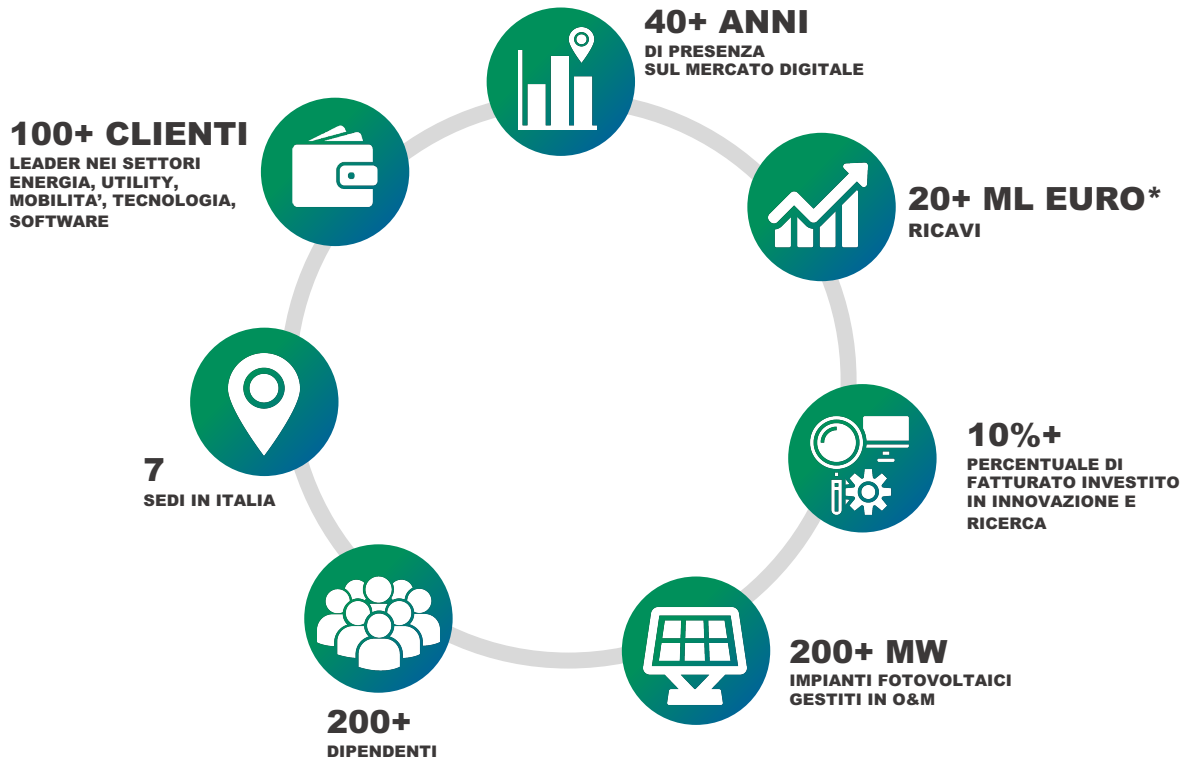 40+ ANNI
DI PRESENZA
SUL MERCATO DIGITALE
20+ ML EURO*
RICAVI
10%+
PERCENTUALE DI
FATTURATO INVESTITO
IN INNOVAZIONE E
RICERCA
200+ MW
IMPIANTI FOTOVOLTAICI
GESTITI IN O&M
200+
DIPENDENTI
7
SEDI IN ITALIA
100+ CLIENTI
LEADER NEI SETTORI
ENERGIA, UTILITY,
MOBILITA’, TECNOLOGIA,
SOFTWARE